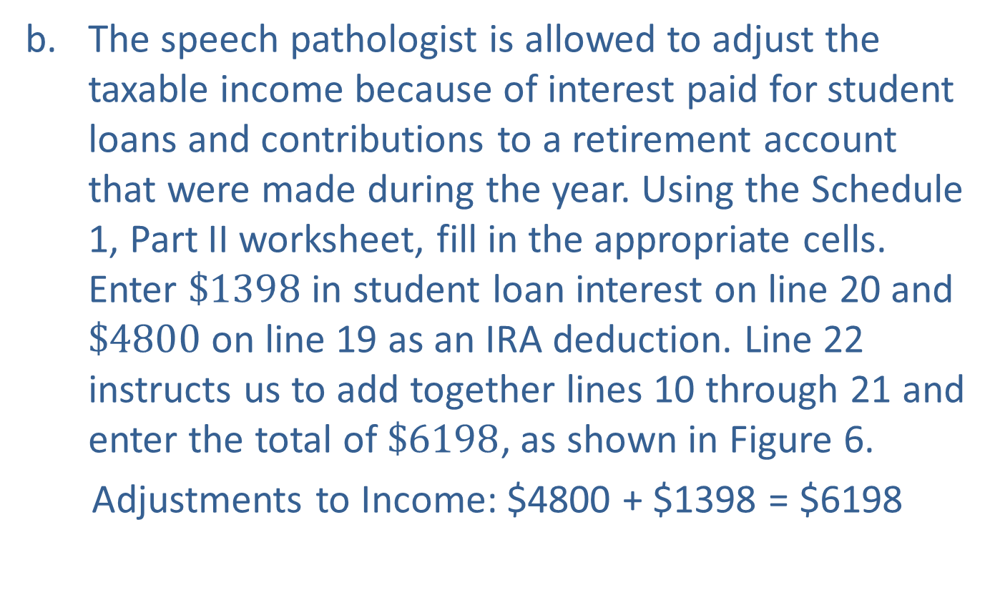 b. The speech pathologist is allowed to adjust the
taxable income because of interest paid for student
loans and contributions to a retirement account
that were made during the year. Using the Schedule
1, Part II worksheet, fill in the appropriate cells.
Enter $1398 in student loan interest on line 20 and
$4800 on line 19 as an IRA deduction. Line 22
instructs us to add together lines 10 through 21 and
enter the total of $6198, as shown in Figure 6.
Adjustments to Income: $4800 + $1398 = $6198